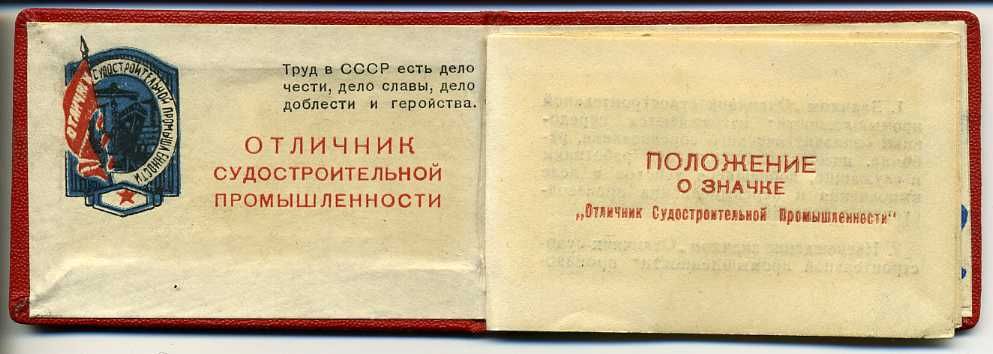 ОТЛИЧНИК
СУДОСТРОИТЕЛЬНОЙ ПРОМЫШЛЕННОСТИ
Труд в СССР есть дело
чести, дело славы, дело
доблести и геройства.
ОТЛИЧНИК
СУДОСТРОИТЕЛЬНОЙ
ПРОМЫШЛЕННОСТИ
ПОЛОЖЕНИЕ
О ЗНАЧКЕ
„Отличник Судостроительной Промышленности"